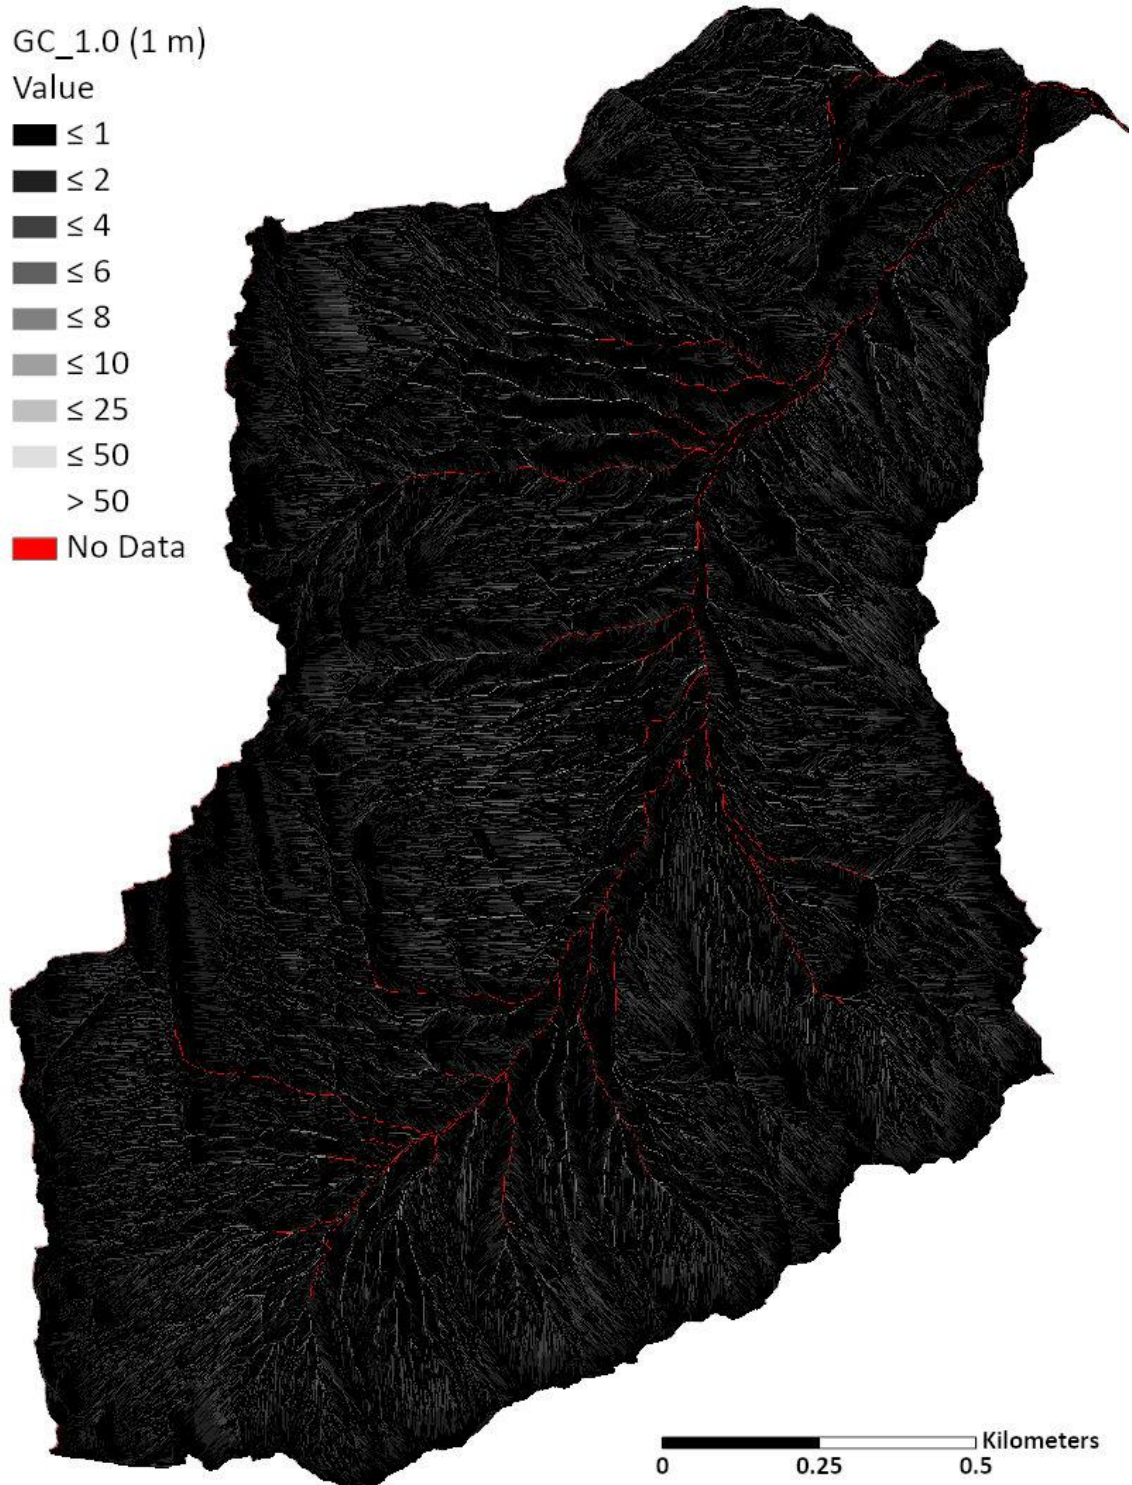 GC_1.0 (1 m)
Value
≤ 1
≤ 2
≤ 4
≤ 6
≤ 8
≤ 10
≤ 25
≤ 50
> 50
No Data
Kilometers
0 0.25 0.5